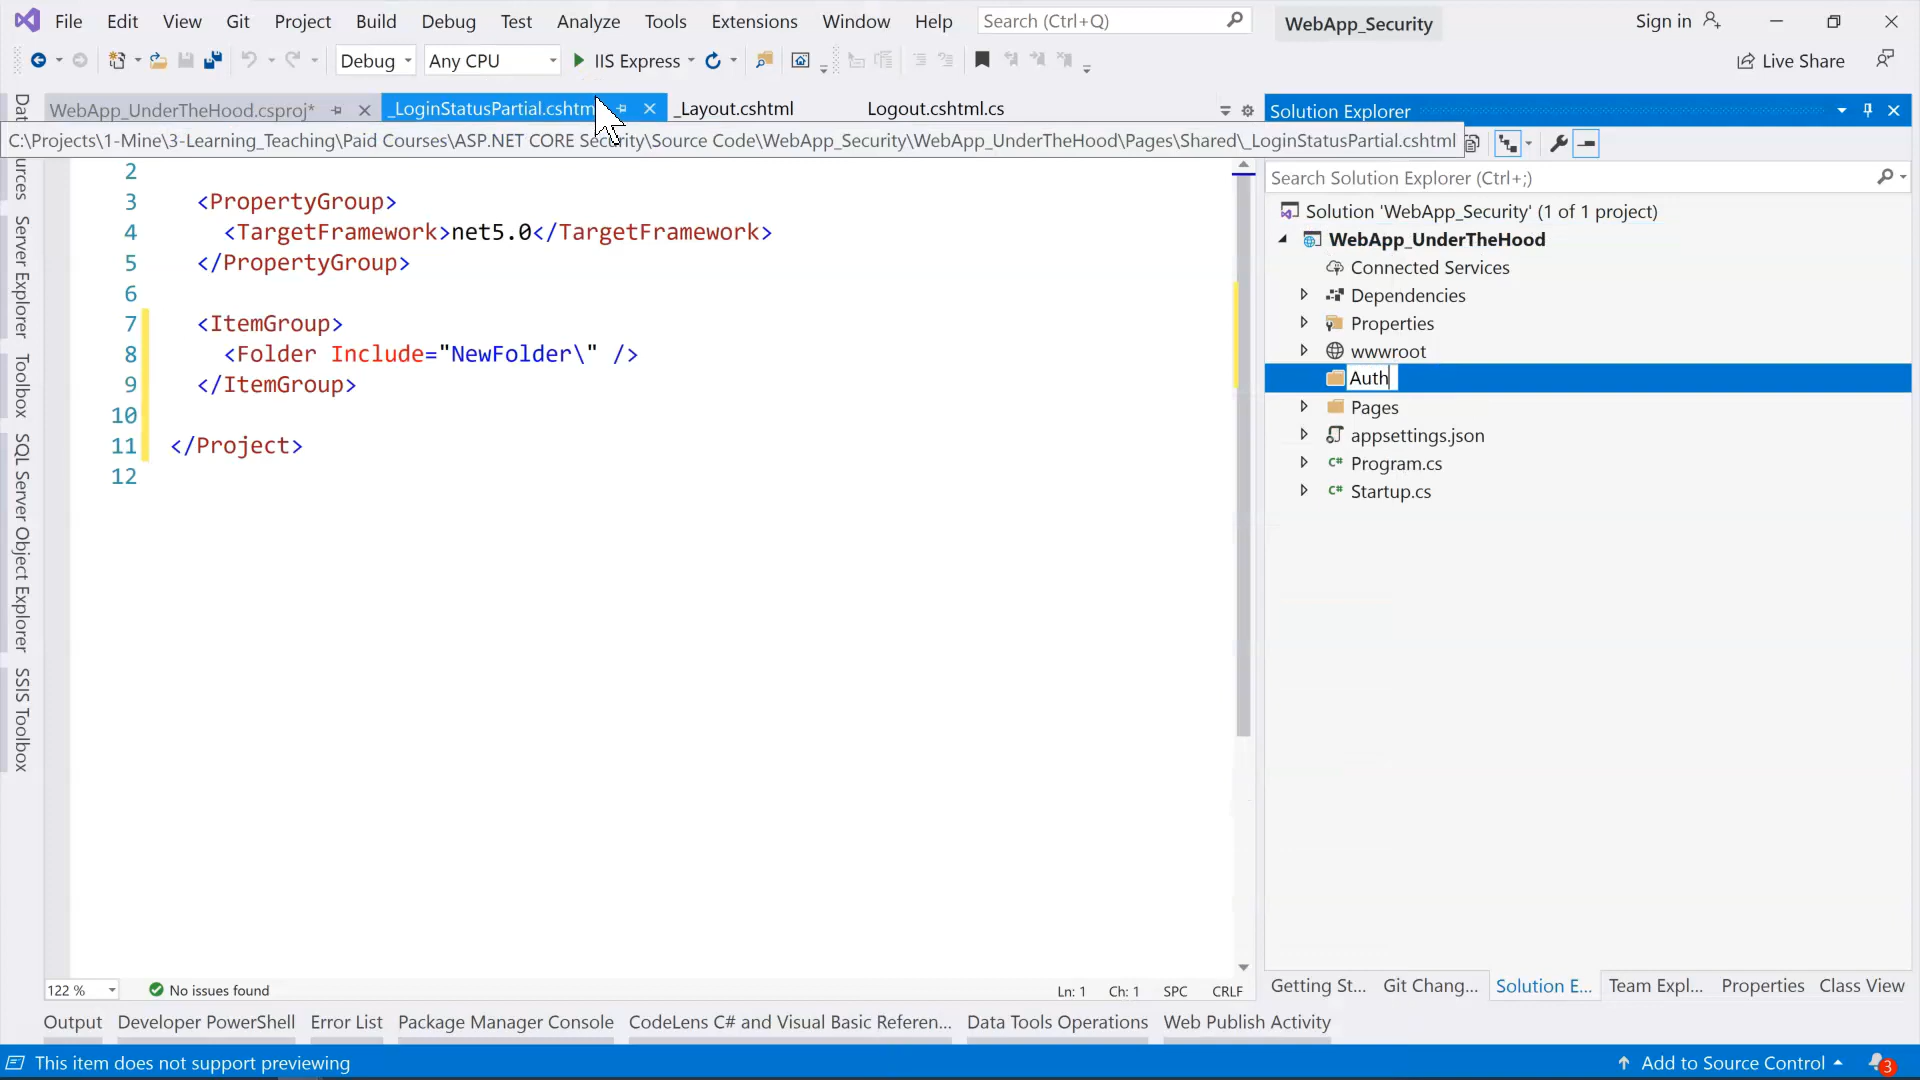 File Edit View Git Project Build Debug Test Analyze Tools Extensions Window Help Search (Ctrl+Q) WebApp_Security Sign in
Debug Any CPU IIS Express Live Share
WebApp_UnderTheHood.csproj* _LoginStatusPartial.cshtm _Layout.cshtml Logout.cshtml.cs
C:\Projects\1-Mine\3-Learning_Teaching\Paid Courses\ASP.NET CORE Security\Source Code\WebApp_Security\WebApp_UnderTheHood\Pages\Shared\_LoginStatusPartial.cshtml
2
3 <PropertyGroup>
4 <TargetFramework>net5.0</TargetFramework>
5 </PropertyGroup>
6
7 <ItemGroup>
8 <Folder Include="NewFolder\" />
9 </ItemGroup>
10
11 </Project>
12
122 % No issues found Ln: 1 Ch: 1 SPC CRLF
Solution Explorer
Search Solution Explorer (Ctrl+;)
Solution 'WebApp_Security' (1 of 1 project)
WebApp_UnderTheHood
Connected Services
Dependencies
Properties
wwwroot
Auth
Pages
appsettings.json
C# Program.cs
C# Startup.cs
Getting St... Git Chang... Solution E... Team Expl... Properties Class View
Server Explorer
Toolbox
SQL Server Object Explorer
SSIS Toolbox
Output Developer PowerShell Error List Package Manager Console CodeLens C# and Visual Basic Referen... Data Tools Operations Web Publish Activity
This item does not support previewing Add to Source Control 3